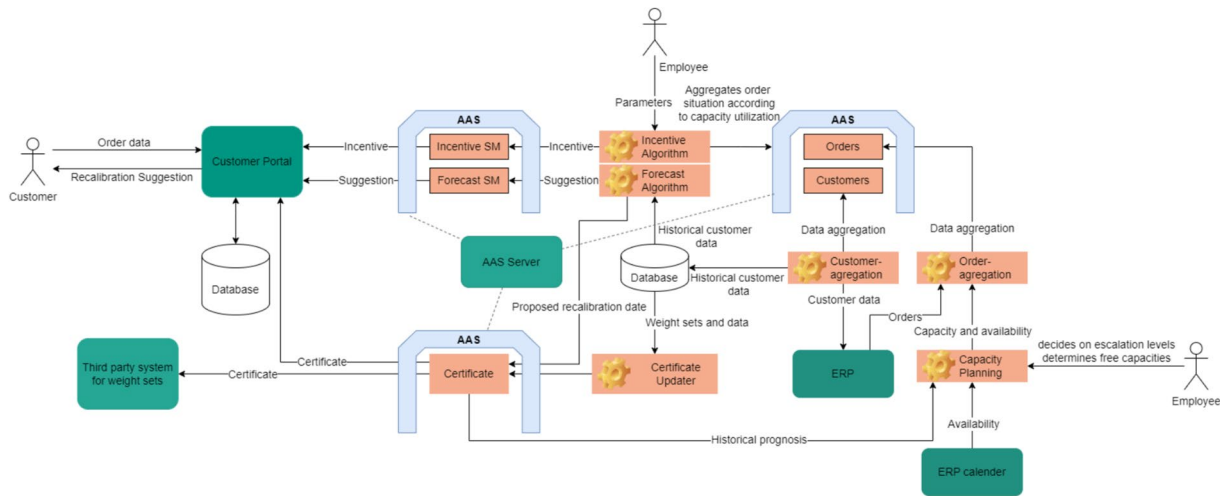 Employee
Parameters
Aggregates order
situation according
to capacity utilization
Order data
Recalibration Suggestion
Customer
Customer Portal
Database
Incentive
Suggestion
AAS
Incentive SM
Forecast SM
Incentive
Suggestion
Incentive
Algorithm
Forecast
Algorithm
AAS
Orders
Customers
AAS Server
Historical customer
data
Database
Historical customer
data
Data aggregation
Customer-
agregation
Customer data
Data aggregation
Order-
agregation
Orders
Capacity and availability
Proposed recalibration date
Weight sets and data
Third party system
for weight sets
Certificate
Certificate
AAS
Certificate
Certificate
Updater
ERP
Capacity
Planning
decides on escalation levels
determines free capacities
Employee
Historical prognosis
Availability
ERP calender